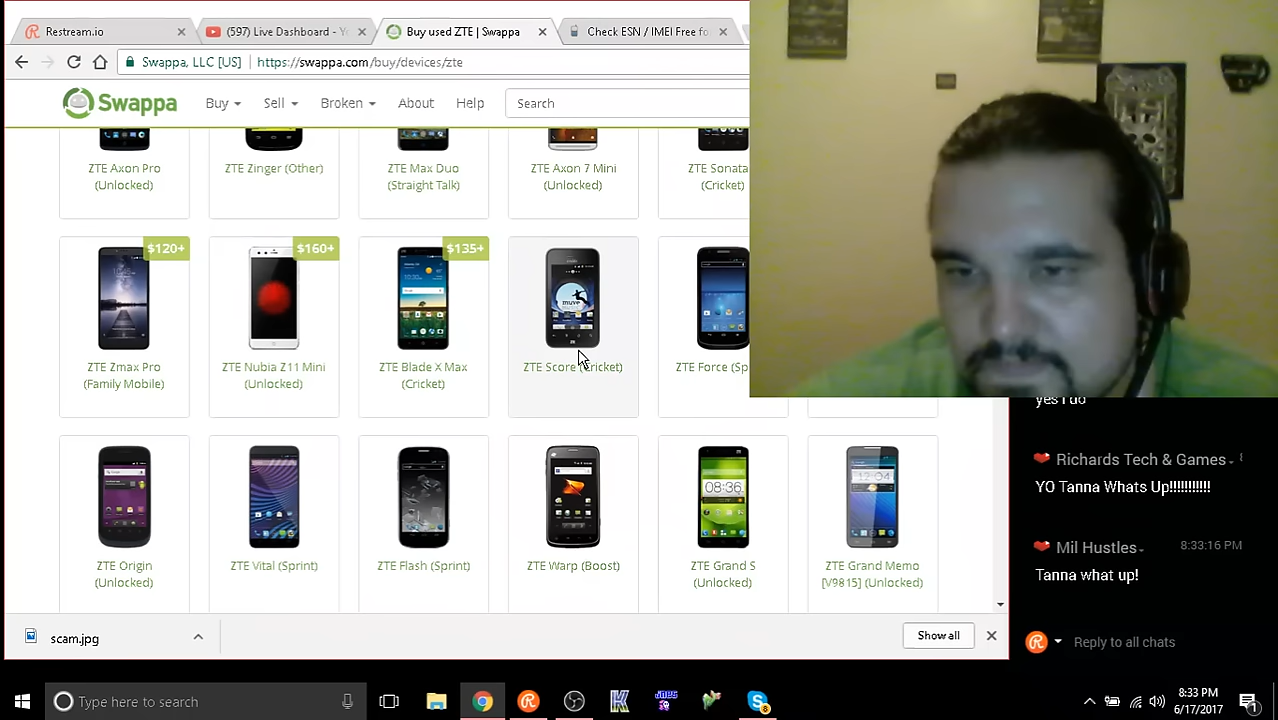 Restream.io
(597) Live Dashboard - Y
Buy used ZTE | Swappa
Check ESN / IMEI Free fo
Swappa, LLC [US]
https://swappa.com/buy/devices/zte
Swappa
Buy
Sell
Broken
About
Help
Search
ZTE Axon Pro
(Unlocked)
ZTE Zinger (Other)
ZTE Max Duo
(Straight Talk)
ZTE Axon 7 Mini
(Unlocked)
ZTE Sonata
(Cricket)
$120+
$160+
$135+
muve
ZTE Zmax Pro
(Family Mobile)
ZTE Nubia Z11 Mini
(Unlocked)
ZTE Blade X Max
(Cricket)
ZTE Score (Cricket)
ZTE Force (Sp
08:36
12:04
ZTE Origin
(Unlocked)
ZTE Vital (Sprint)
ZTE Flash (Sprint)
ZTE Warp (Boost)
ZTE Grand S
(Unlocked)
ZTE Grand Memo
[V9815] (Unlocked)
yes I do
Richards Tech & Games
YO Tanna Whats Up!!!!!!!!!!!
Mil Hustles
8:33:16 PM
Tanna what up!
Reply to all chats
scam.jpg
Show all
Type here to search
8:33 PM
6/17/2017